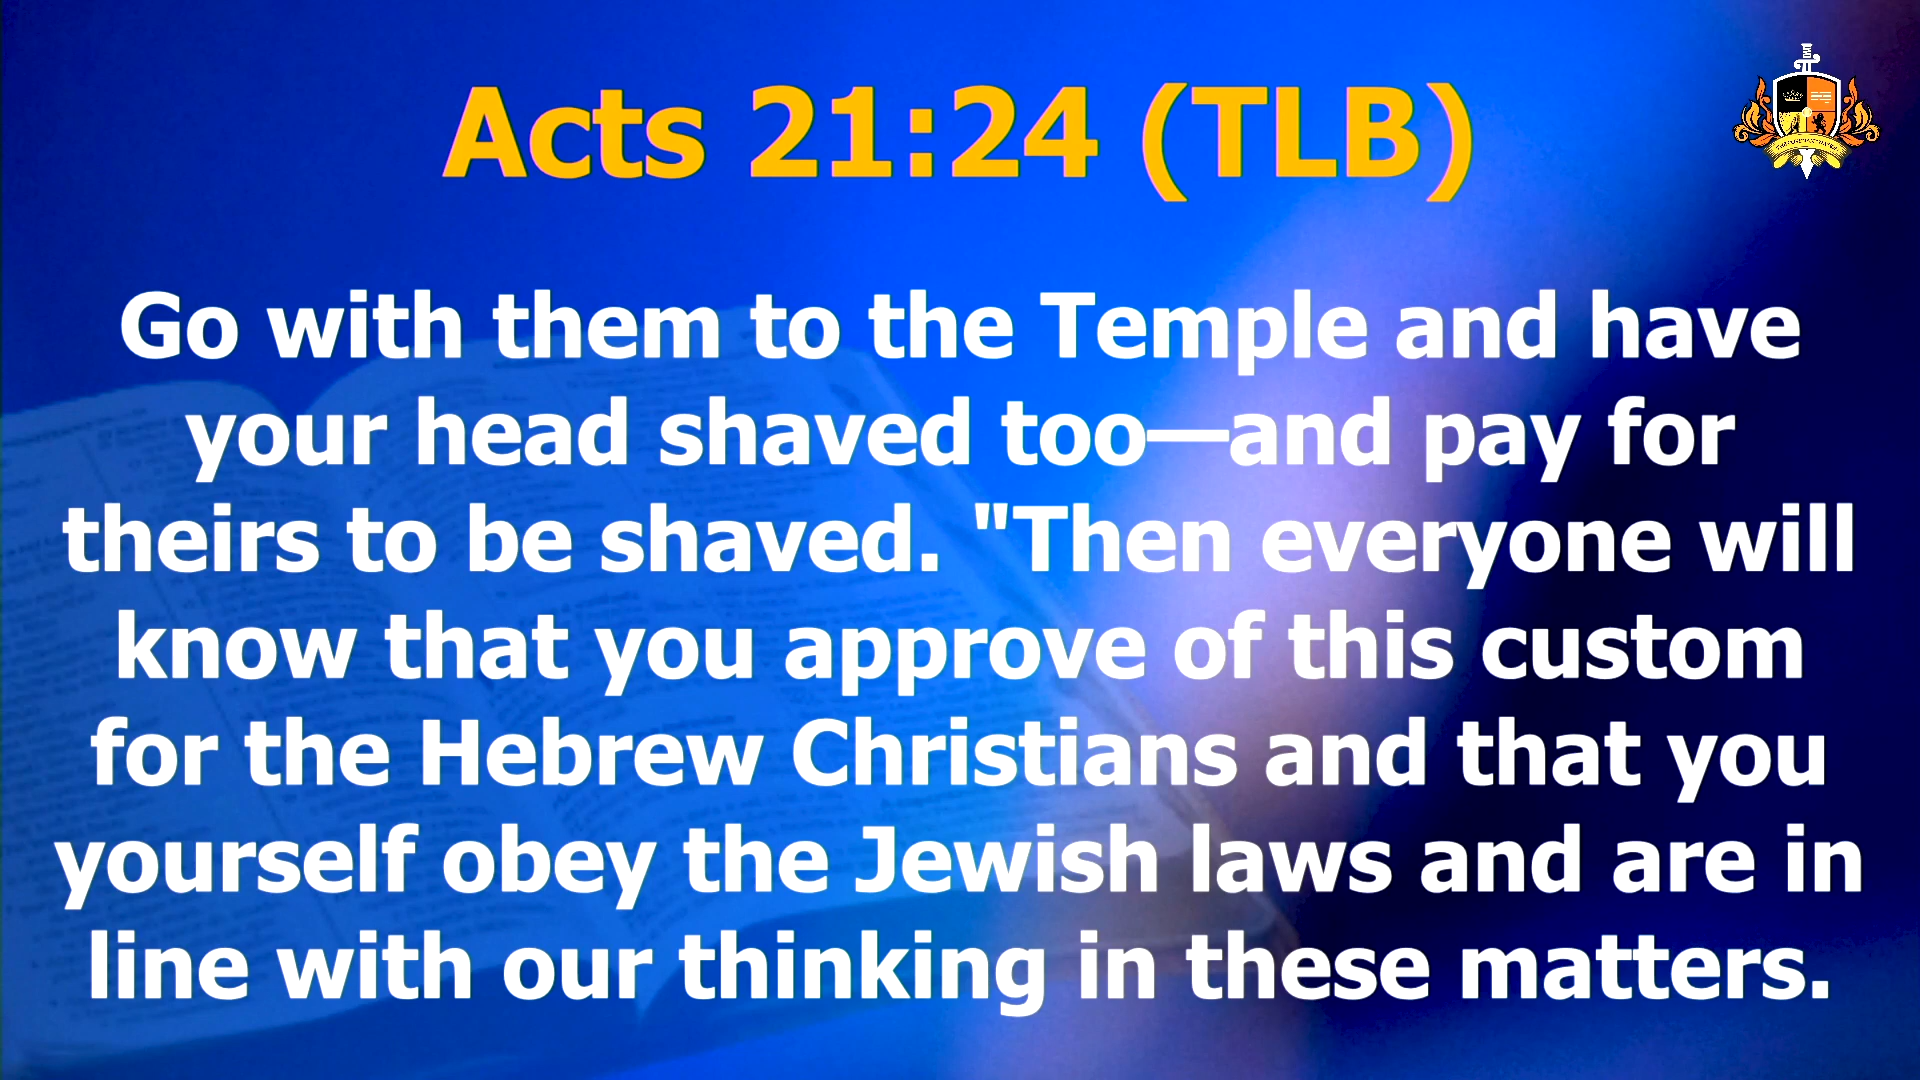 Acts 21:24 (TLB)
Go with them to the Temple and have
your head shaved too—and pay for
theirs to be shaved. "Then everyone will
know that you approve of this custom
for the Hebrew Christians and that you
yourself obey the Jewish laws and are in
line with our thinking in these matters.